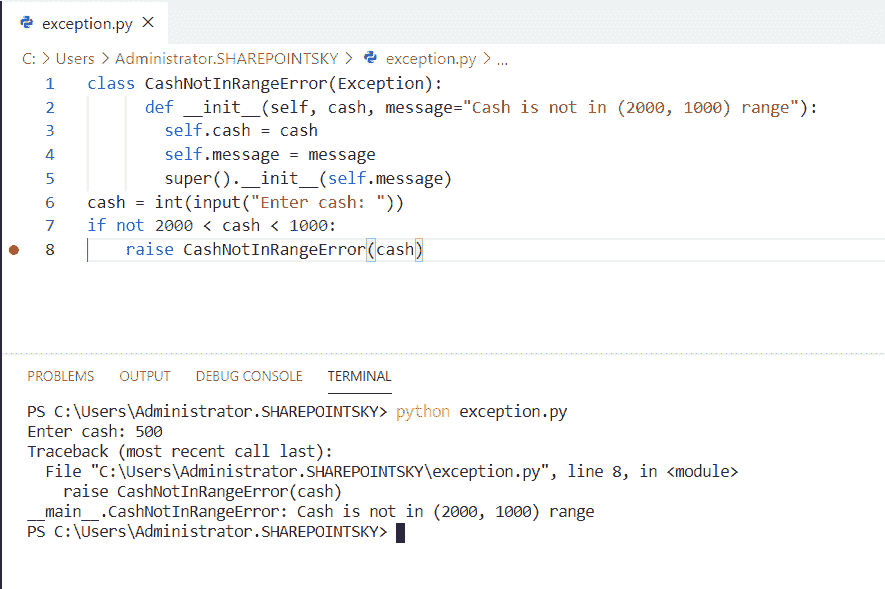 exception.py
C: > Users > Administrator.SHAREPOINTSKY > exception.py > ...
1 class CashNotInRangeError(Exception):
2 def __init__(self, cash, message="Cash is not in (2000, 1000) range"):
3 self.cash = cash
4 self.message = message
5 super().__init__(self.message)
6 cash = int(input("Enter cash: "))
7 if not 2000 < cash < 1000:
8 raise CashNotInRangeError(cash)
PROBLEMS OUTPUT DEBUG CONSOLE TERMINAL
PS C:\Users\Administrator.SHAREPOINTSKY> python exception.py
Enter cash: 500
Traceback (most recent call last):
File "C:\Users\Administrator.SHAREPOINTSKY\exception.py", line 8, in <module>
raise CashNotInRangeError(cash)
__main__.CashNotInRangeError: Cash is not in (2000, 1000) range
PS C:\Users\Administrator.SHAREPOINTSKY>